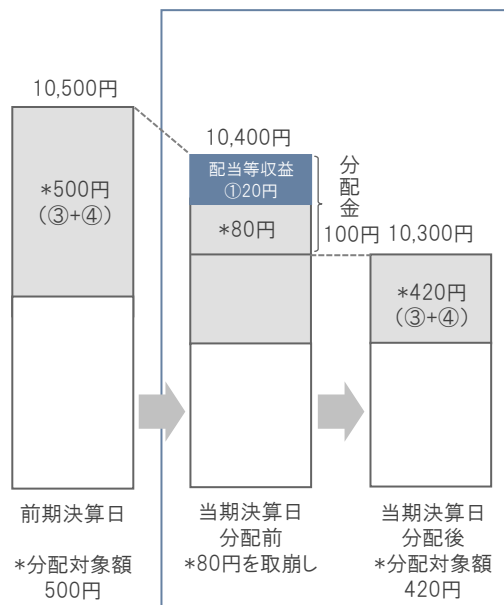 10,500円
*500円
(③+④)
前期決算日
*分配対象額
500円
10,400円
配当等収益
①20円
*80円
分配金
100円
当期決算日
分配前
*80円を取崩し
10,300円
*420円
(③+④)
当期決算日
分配後
*分配対象額
420円